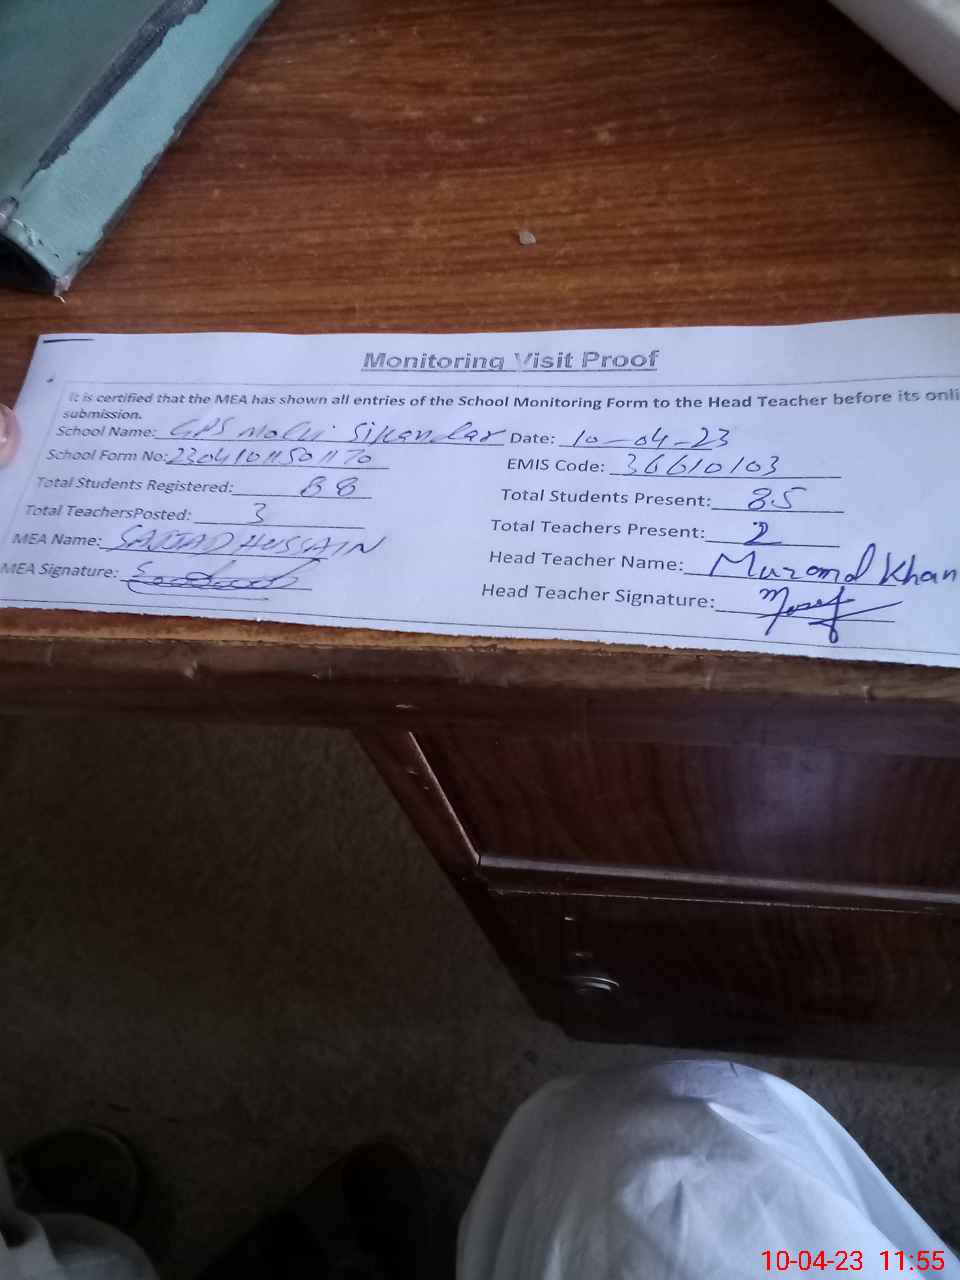 Monitoring Visit Proof
It is certified that the MEA has shown all entries of the School Monitoring Form to the Head Teacher before its onli
submission.
School Name: GPS Sikandar Date: 10-04-23
School Form No: EMIS Code: 36610103
Total Students Registered: 88 Total Students Present: 85
Total TeachersPosted: 3 Total Teachers Present: 2
MEA Name: SAJJAD HUSSAIN Head Teacher Name: Khan
MEA Signature: Head Teacher Signature:
10-04-23 11:55